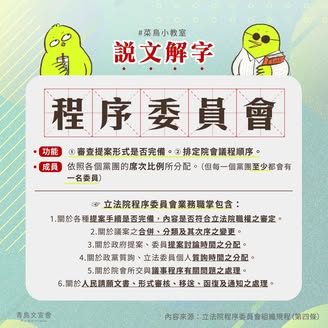 #菜鳥小教室
說文解字
程序委員會
• 功能 ①審查提案形式是否完備。②排定院會議程順序。
• 成員 依照各個黨團的席次比例所分配。(但每一個黨團至少都會有一名委員)
☞ 立法院程序委員會業務職掌包含:
1.關於各種提案手續是否完備,內容是否符合立法院職權之審定。
2.關於議案之合併、分類及其次序之變更。
3.關於政府提案、委員提案討論時間之分配。
4.關於政黨質詢、立法委員個人質詢時間之分配。
5.關於院會所交與議事程序有關問題之處理。
6.關於人民請願文書、形式審核、移送、函復及通知之處理。
青鳥文宣會
內容來源:立法院程序委員會組織規程(第四條)